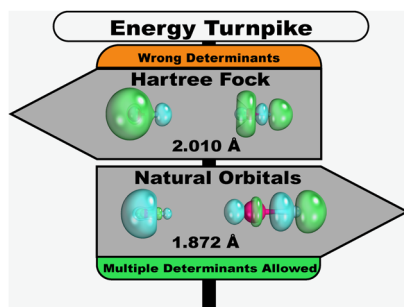 Energy Turnpike
Wrong Determinants
Hartree Fock
2.010 Å
Natural Orbitals
1.872 Å
Multiple Determinants Allowed